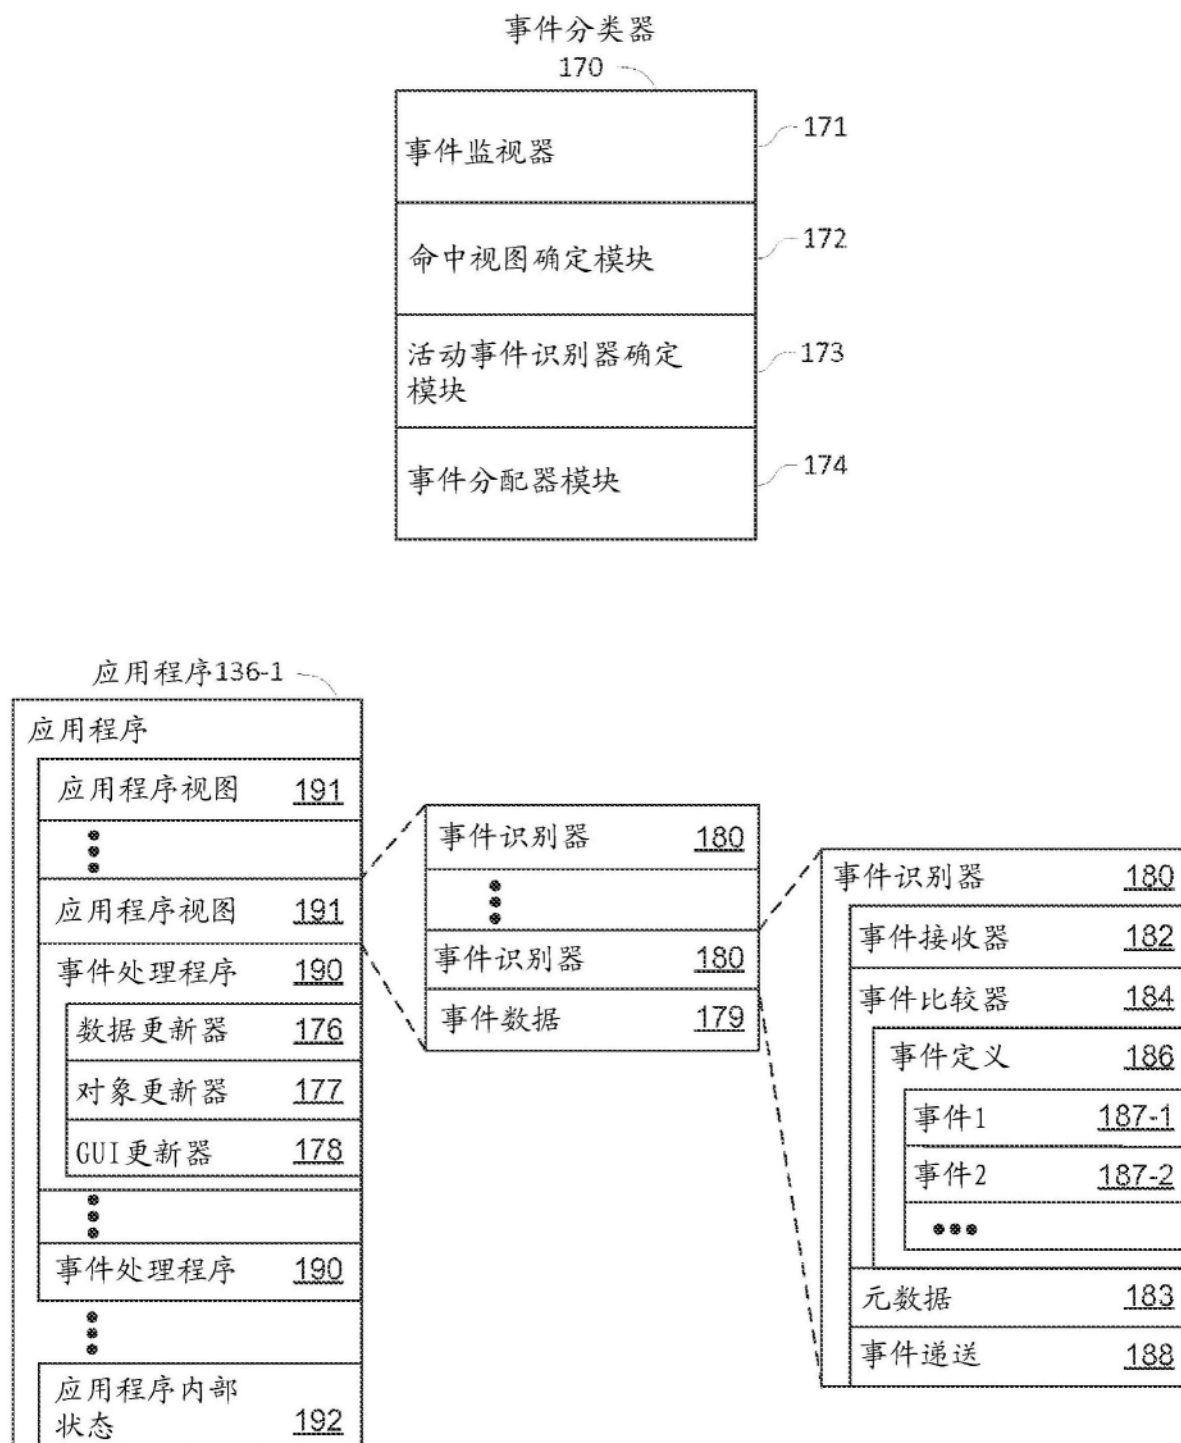 事件分类器
170
事件监视器
171
命中视图确定模块
172
活动事件识别器确定
模块
173
事件分配器模块
174
应用程序136-1
应用程序
应用程序视图 191
应用程序视图 191
事件处理程序 190
数据更新器 176
对象更新器 177
GUI更新器 178
事件处理程序 190
应用程序内部
状态 192
事件识别器 180
事件识别器 180
事件数据 179
事件识别器 180
事件接收器 182
事件比较器 184
事件定义 186
事件1 187-1
事件2 187-2
元数据 183
事件递送 188